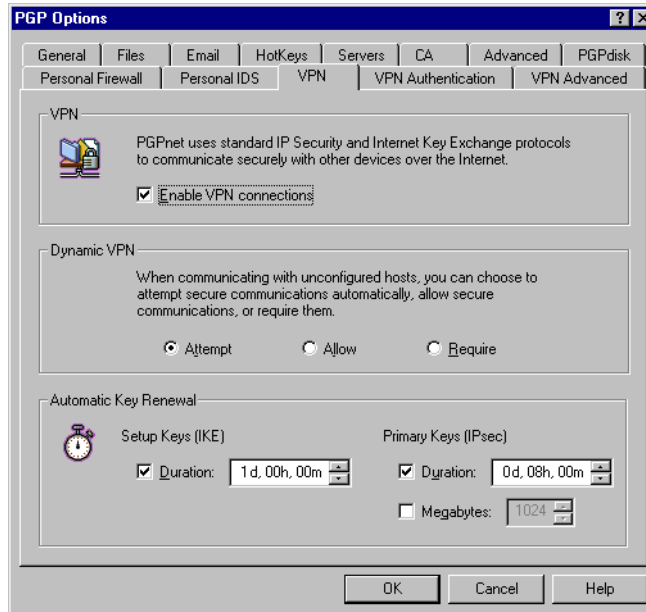 PGP Options
General Files Email HotKeys Servers CA Advanced PGPdisk
Personal Firewall Personal IDS VPN VPN Authentication VPN Advanced
VPN
PGPnet uses standard IP Security and Internet Key Exchange protocols
to communicate securely with other devices over the Internet.
Enable VPN connections
Dynamic VPN
When communicating with unconfigured hosts, you can choose to
attempt secure communications automatically, allow secure
communications, or require them.
Attempt Allow Require
Automatic Key Renewal
Setup Keys (IKE) Primary Keys (IPsec)
Duration: 1d, 00h, 00m Duration: 0d, 08h, 00m
Megabytes: 1024
OK Cancel Help